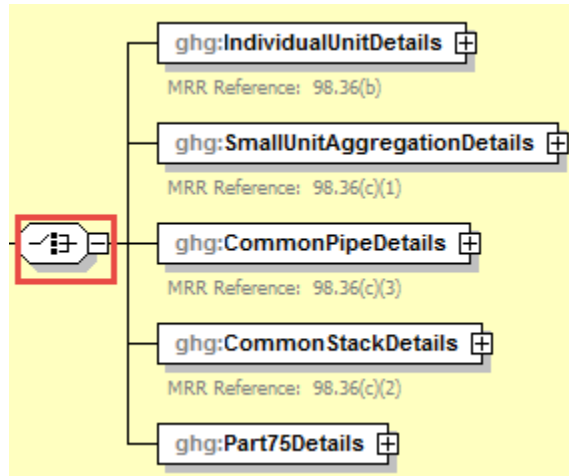 ghg:IndividualUnitDetails
MRR Reference: 98.36(b)
ghg:SmallUnitAggregationDetails
MRR Reference: 98.36(c)(1)
ghg:CommonPipeDetails
MRR Reference: 98.36(c)(3)
ghg:CommonStackDetails
MRR Reference: 98.36(c)(2)
ghg:Part75Details